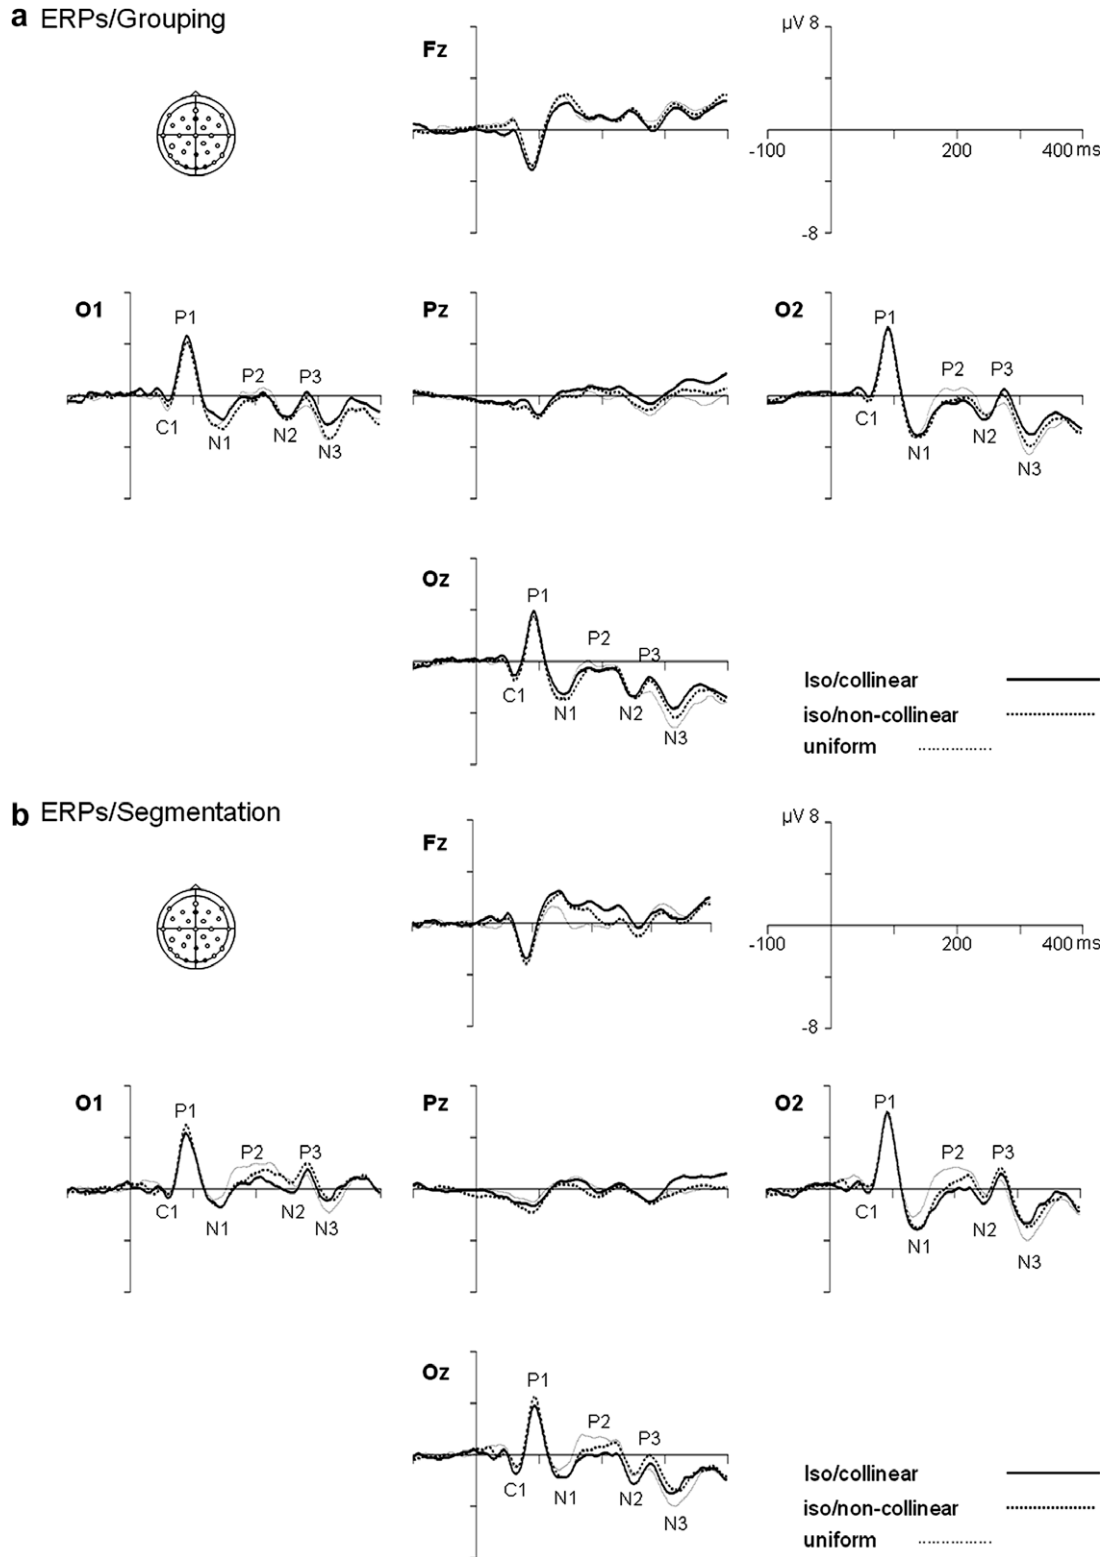 a ERPs/Grouping
Fz
µV 8
-100 200 400 ms
-8
O1
P1
P2 P3
C1
N1 N2
N3
Pz
O2
P1
P2 P3
C1
N1 N2
N3
Oz
P1
P2
P3
C1
N1 N2
N3
Iso/collinear
iso/non-collinear
uniform
b ERPs/Segmentation
Fz
µV 8
-100 200 400 ms
-8
O1
P1
P2 P3
C1
N1 N2
N3
Pz
O2
P1
P2 P3
C1
N1 N2
N3
Oz
P1
P2
P3
C1 N1 N2
N3
Iso/collinear
iso/non-collinear
uniform